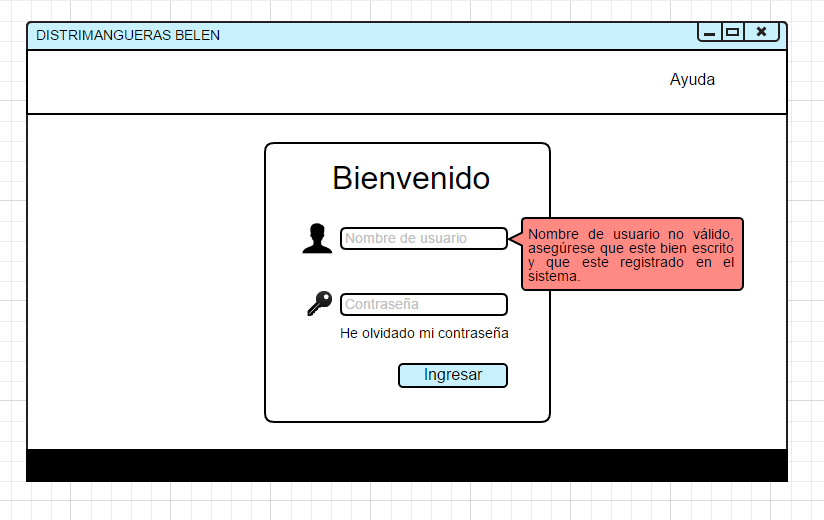 DISTRIMANGUERAS BELEN
Ayuda
Bienvenido
Nombre de usuario
Nombre de usuario no válido,
asegúrese que este bien escrito
y que este registrado en el
sistema.
Contraseña
He olvidado mi contraseña
Ingresar